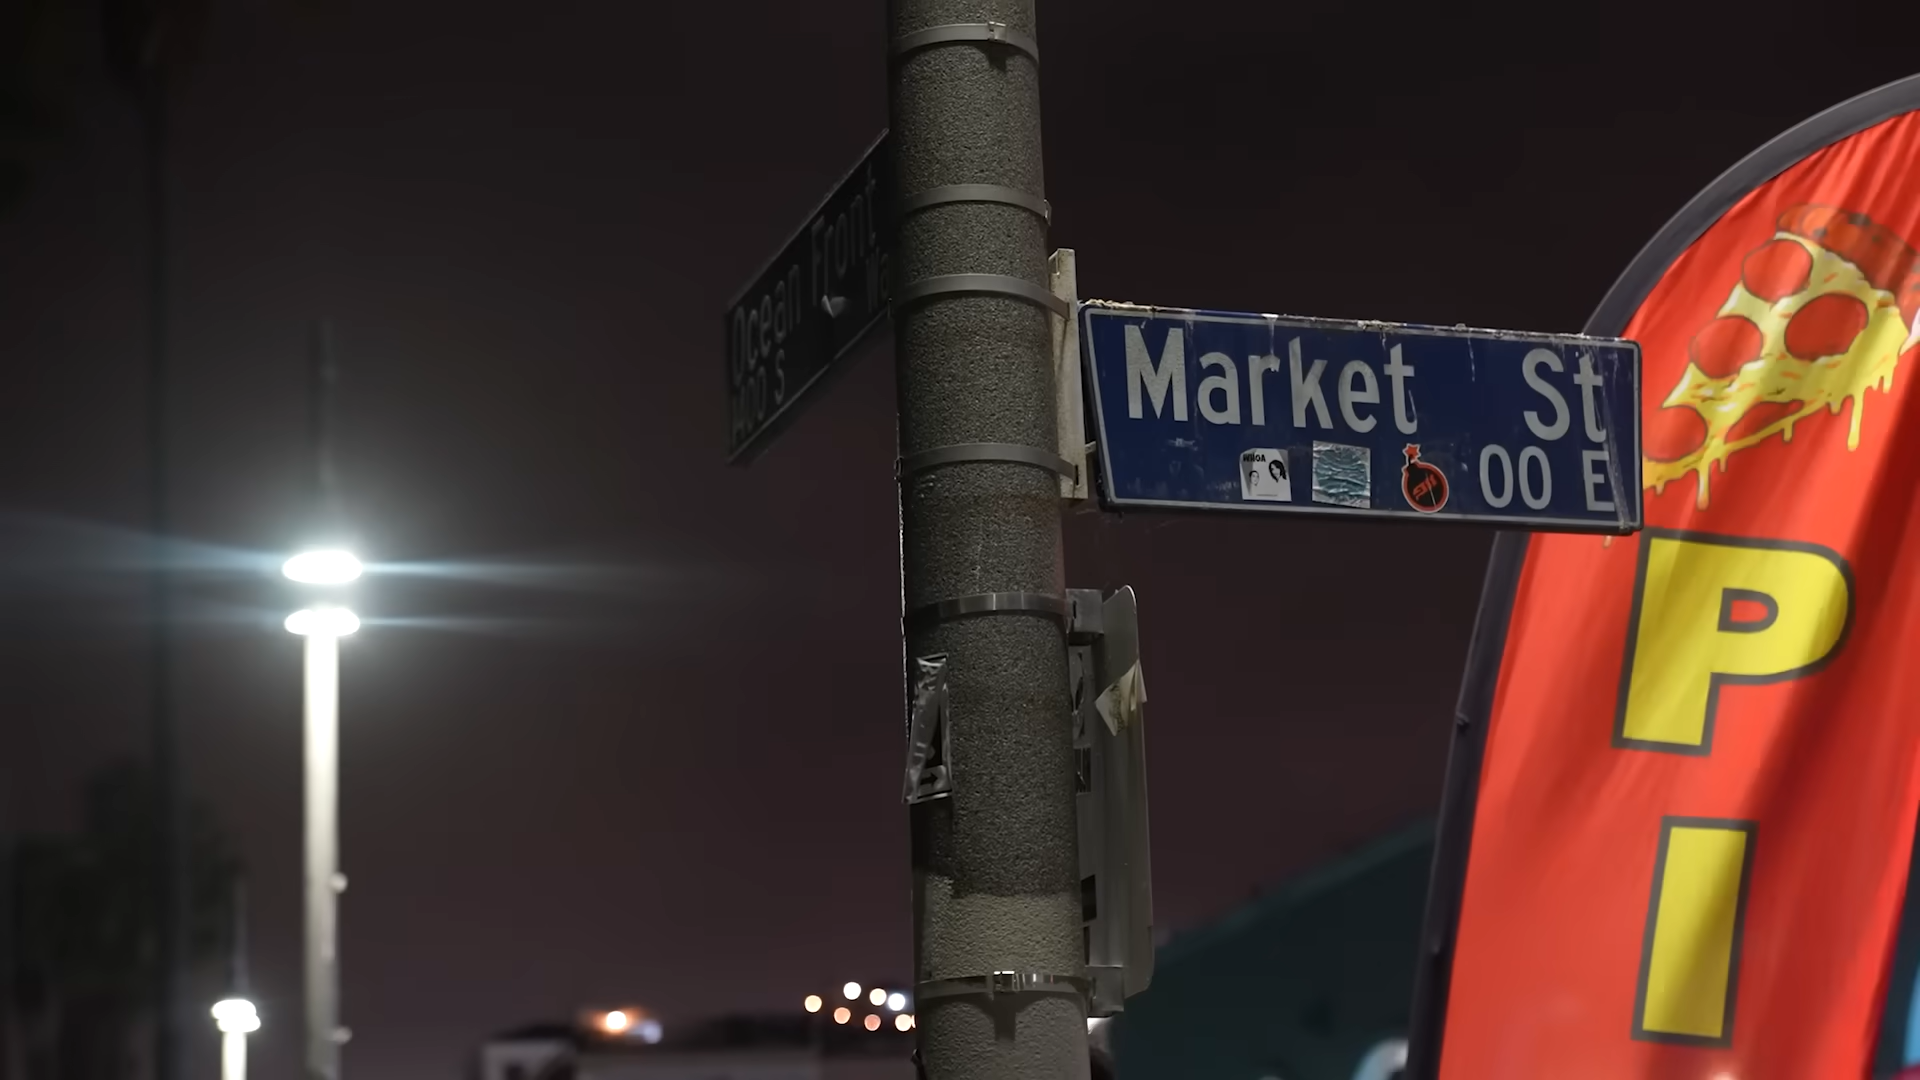 Ocean Front
1400 S
Market St
00 E
P
I